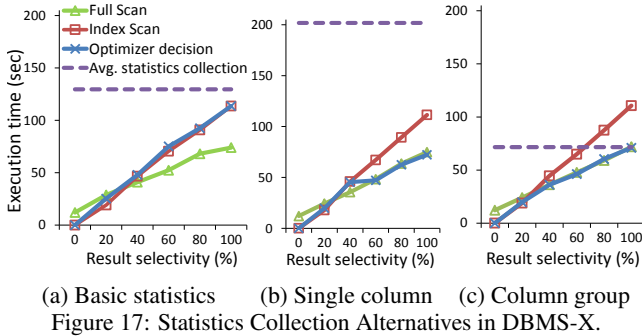 Full Scan
Index Scan
Optimizer decision
Avg. statistics collection
Execution time (sec)
200
150
100
50
0
0 20 40 60 80 100
Result selectivity (%)
200
150
100
50
0
0 20 40 60 80 100
Result selectivity (%)
200
150
100
50
0
0 20 40 60 80 100
Result selectivity (%)
(a) Basic statistics (b) Single column (c) Column group
Figure 17: Statistics Collection Alternatives in DBMS-X.